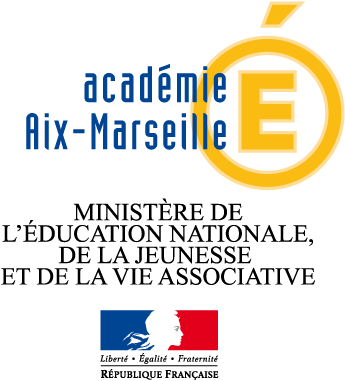 académie
Aix-Marseille
É
MINISTÈRE DE
L'ÉDUCATION NATIONALE,
DE LA JEUNESSE
ET DE LA VIE ASSOCIATIVE
Liberté • Égalité • Fraternité
RÉPUBLIQUE FRANÇAISE